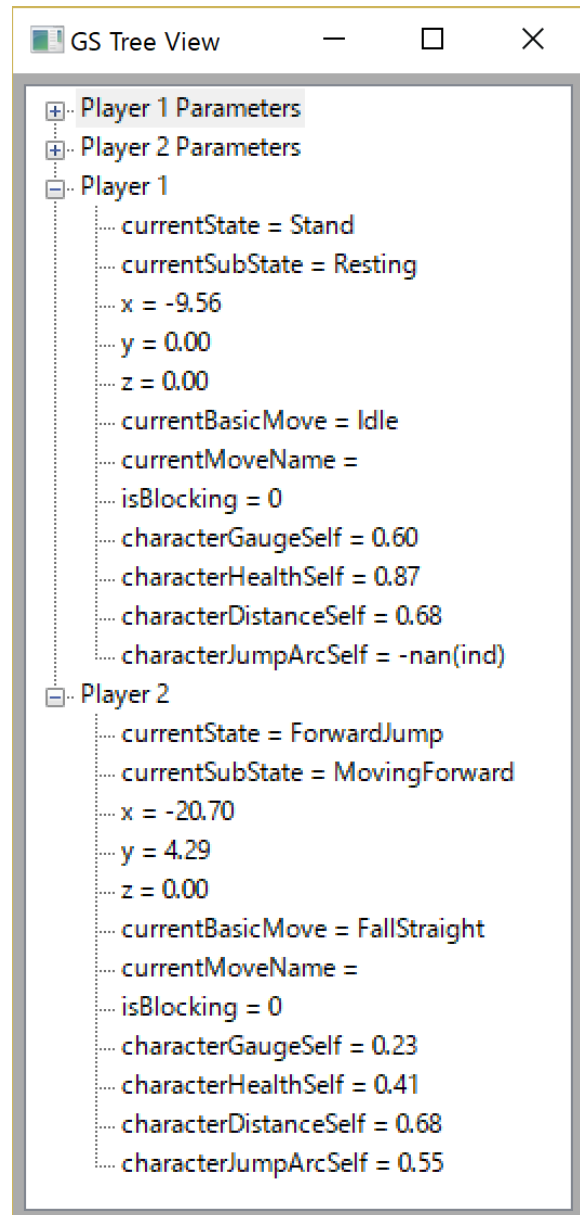 GS Tree View
Player 1 Parameters
Player 2 Parameters
Player 1
currentState = Stand
currentSubState = Resting
x = -9.56
y = 0.00
z = 0.00
currentBasicMove = Idle
currentMoveName =
isBlocking = 0
characterGaugeSelf = 0.60
characterHealthSelf = 0.87
characterDistanceSelf = 0.68
characterJumpArcSelf = -nan(ind)
Player 2
currentState = ForwardJump
currentSubState = MovingForward
x = -20.70
y = 4.29
z = 0.00
currentBasicMove = FallStraight
currentMoveName =
isBlocking = 0
characterGaugeSelf = 0.23
characterHealthSelf = 0.41
characterDistanceSelf = 0.68
characterJumpArcSelf = 0.55